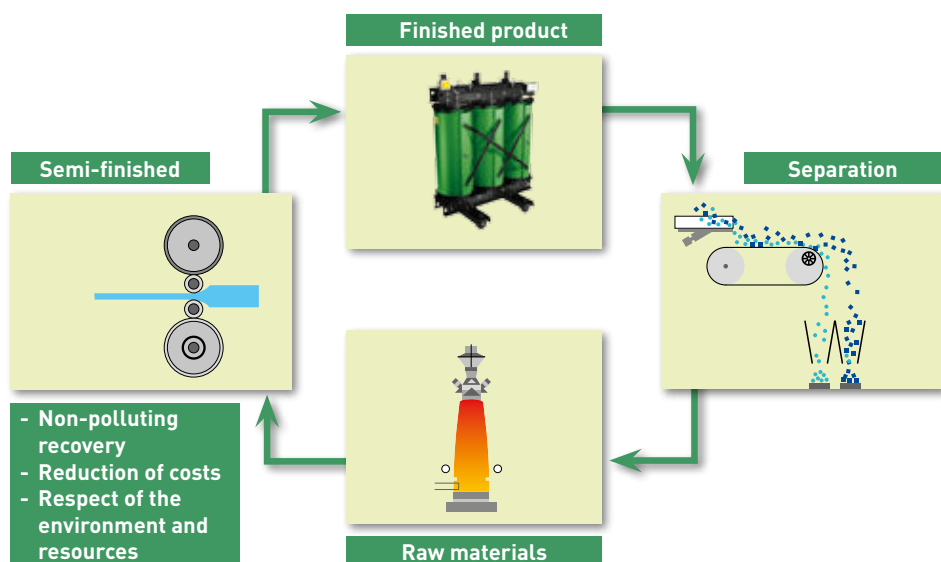 Finished product
Semi-finished
Separation
- Non-polluting
recovery
- Reduction of costs
- Respect of the
environment and
resources
Raw materials